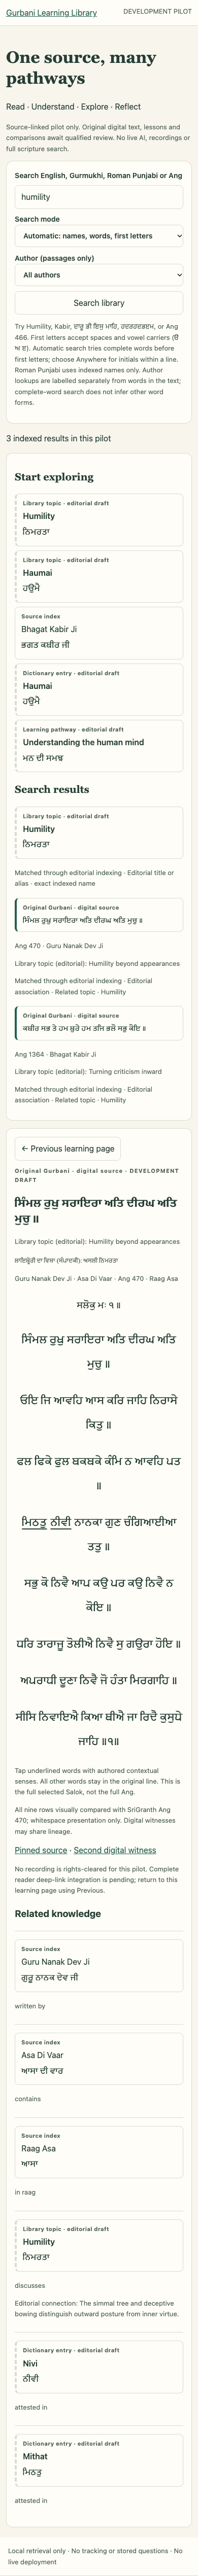 Gurbani Learning Library
DEVELOPMENT PILOT
One source, many
pathways
Read · Understand · Explore · Reflect
Source-linked pilot only. Original digital text, lessons and
comparisons await qualified review. No live AI, recordings or
full scripture search.
Search English, Gurmukhi, Roman Punjabi or Ang
humility
Search mode
Automatic: names, words, first letters
Author (passages only)
All authors
Search library
Try Humility, Kabir,
or Ang
466. First letters accept spaces and vowel carriers (ੳ
ਅ ੲ). Automatic search tries complete words before
first letters; choose Anywhere for initials within a line.
Roman Punjabi uses indexed names only. Author
lookups are labelled separately from words in the text;
complete-word search does not infer other word
forms.
3 indexed results in this pilot
Start exploring
Library topic · editorial draft
Humility
ਨਿਮਰਤਾ
Library topic · editorial draft
Haumai
ਹਉਮੈ
Source index
Bhagat Kabir Ji
ਭਗਤ ਕਬੀਰ ਜੀ
Dictionary entry · editorial draft
Haumai
ਹਉਮੈ
Learning pathway · editorial draft
Understanding the human mind
ਮਨ ਦੀ ਸਮਝ
Search results
Library topic · editorial draft
Humility
ਨਿਮਰਤਾ
Matched through editorial indexing · Editorial title or
alias · exact indexed name
Original Gurbani · digital source
ਸਿੰਮਲ ਰੁਖੁ ਸਰਾਇਰਾ ਅਤਿ ਦੀਰਘ ਅਤਿ ਮੁਚੁ ॥
Ang 470 · Guru Nanak Dev Ji
Library topic (editorial): Humility beyond appearances
Matched through editorial indexing · Editorial
association · Related topic · Humility
Original Gurbani · digital source
ਕਬੀਰ ਸਭ ਤੇ ਹਮ ਬੁਰੇ ਹਮ ਤਜਿ ਭਲੋ ਸਭੁ ਕੋਇ ॥
Ang 1364 · Bhagat Kabir Ji
Library topic (editorial): Turning criticism inward
Matched through editorial indexing · Editorial
association · Related topic · Humility
← Previous learning page
Original Gurbani · digital source · DEVELOPMENT
DRAFT
ਸਿੰਮਲ ਰੁਖੁ ਸਰਾਇਰਾ ਅਤਿ ਦੀਰਘ ਅਤਿ
ਮੁਚੁ ॥
Library topic (editorial): Humility beyond appearances
ਲਾਇਬ੍ਰੇਰੀ ਦਾ ਵਿਸ਼ਾ (ਸੰਪਾਦਕੀ): ਅਸਲੀ ਨਿਮਰਤਾ
Guru Nanak Dev Ji · Asa Di Vaar · Ang 470 · Raag Asa
ਸਲੋਕੁ ਮਃ ੧ ॥
ਸਿੰਮਲ ਰੁਖੁ ਸਰਾਇਰਾ ਅਤਿ ਦੀਰਘ ਅਤਿ
ਮੁਚੁ ॥
ਓਇ ਜਿ ਆਵਹਿ ਆਸ ਕਰਿ ਜਾਹਿ ਨਿਰਾਸੇ
ਕਿਤੁ ॥
ਫਲ ਫਿਕੇ ਫੁਲ ਬਕਬਕੇ ਕੰਮਿ ਨ ਆਵਹਿ ਪਤ
॥
ਮਿਠਤੁ ਨੀਵੀ ਨਾਨਕਾ ਗੁਣ ਚੰਗਿਆਈਆ
ਤਤੁ ॥
ਸਭੁ ਕੋ ਨਿਵੈ ਆਪ ਕਉ ਪਰ ਕਉ ਨਿਵੈ ਨ
ਕੋਇ ॥
ਧਰਿ ਤਾਰਾਜੂ ਤੋਲੀਐ ਨਿਵੈ ਸੁ ਗਉਰਾ ਹੋਇ ॥
ਅਪਰਾਧੀ ਦੂਣਾ ਨਿਵੈ ਜੋ ਹੰਤਾ ਮਿਰਗਾਹਿ ॥
ਸੀਸਿ ਨਿਵਾਇਐ ਕਿਆ ਥੀਐ ਜਾ ਰਿਦੈ ਕੁਸੁਧੇ
ਜਾਹਿ ॥੧॥
Tap underlined words with authored contextual
senses. All other words stay in the original line. This is
the full selected Salok, not the full Ang.
All nine rows visually compared with SriGranth Ang
470; whitespace presentation only. Digital witnesses
may share lineage.
Pinned source · Second digital witness
No recording is rights-cleared for this pilot. Complete
reader deep-link integration is pending; return to this
learning page using Previous.
Related knowledge
Source index
Guru Nanak Dev Ji
ਗੁਰੂ ਨਾਨਕ ਦੇਵ ਜੀ
written by
Source index
Asa Di Vaar
ਆਸਾ ਦੀ ਵਾਰ
contains
Source index
Raag Asa
ਆਸਾ
in raag
Library topic · editorial draft
Humility
ਨਿਮਰਤਾ
discusses
Editorial connection: The simmal tree and deceptive
bowing distinguish outward posture from inner virtue.
Dictionary entry · editorial draft
Nivi
ਨੀਵੀ
attested in
Dictionary entry · editorial draft
Mithat
ਮਿਠਤੁ
attested in
Local retrieval only · No tracking or stored questions · No
live deployment